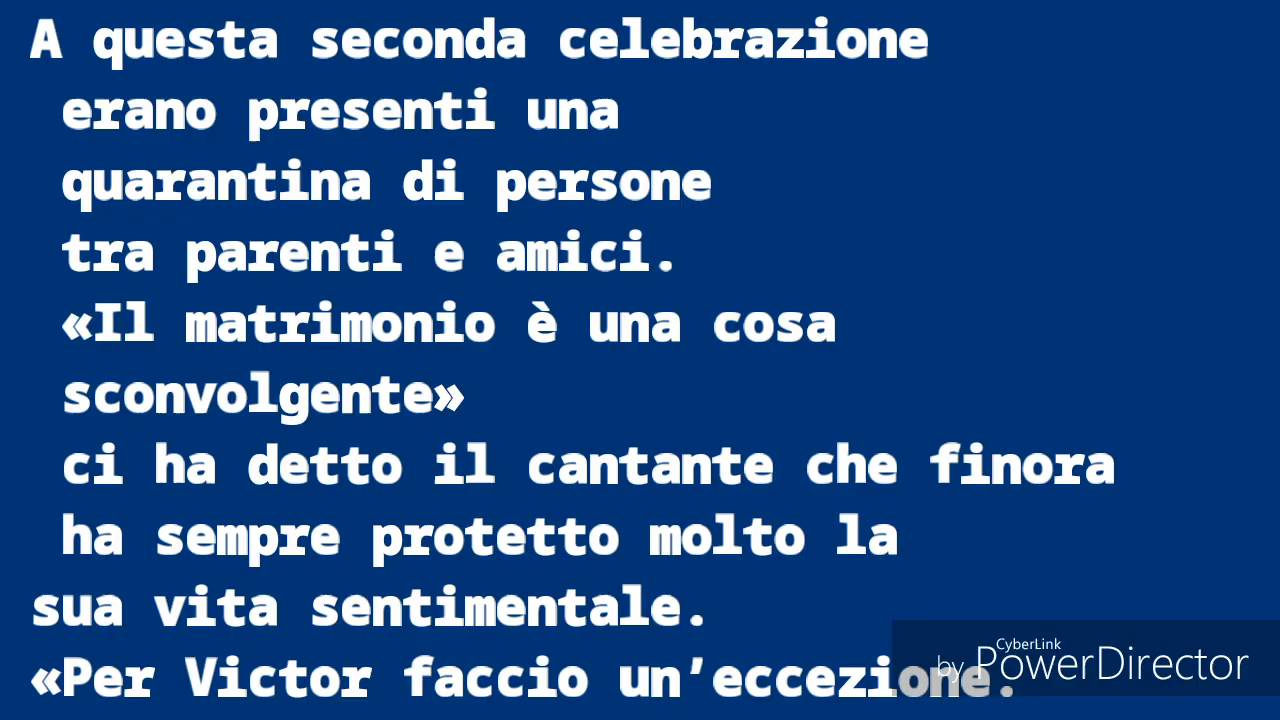 A questa seconda celebrazione
erano presenti una
quarantina di persone
tra parenti e amici.
«Il matrimonio è una cosa
sconvolgente»
ci ha detto il cantante che finora
ha sempre protetto molto la
sua vita sentimentale.
«Per Victor faccio un’eccezione.
CyberLink
by PowerDirector